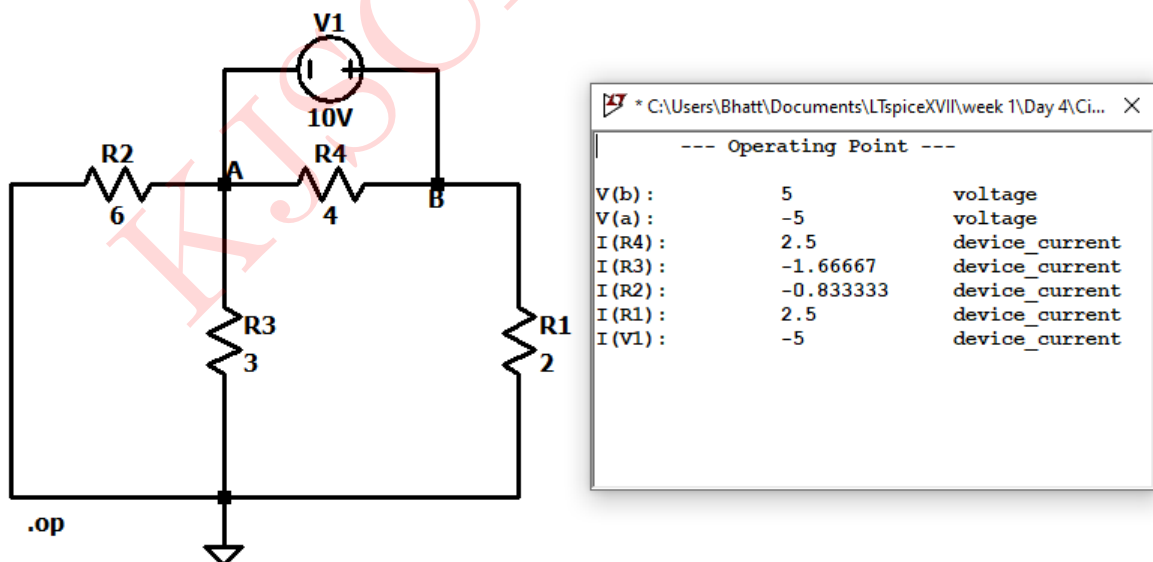 V1
10V
R2
A
R4
6
4
B
R3
3
R1
2
.op
KJSC
* C:\Users\Bhatt\Documents\LTspiceXVII\week 1\Day 4\Ci...
--- Operating Point ---
V(b): 5 voltage
V(a): -5 voltage
I(R4): 2.5 device_current
I(R3): -1.66667 device_current
I(R2): -0.833333 device_current
I(R1): 2.5 device_current
I(V1): -5 device_current